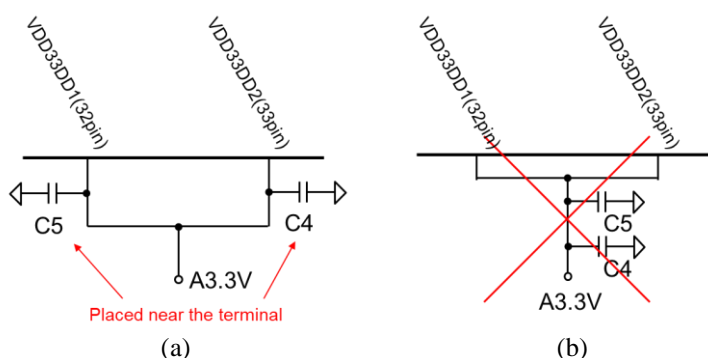 VDD33DD1(32pin)
VDD33DD2(33pin)
C5
C4
A3.3V
Placed near the terminal
(a)
VDD33DD1(32pin)
VDD33DD2(33pin)
C5
C4
A3.3V
(b)